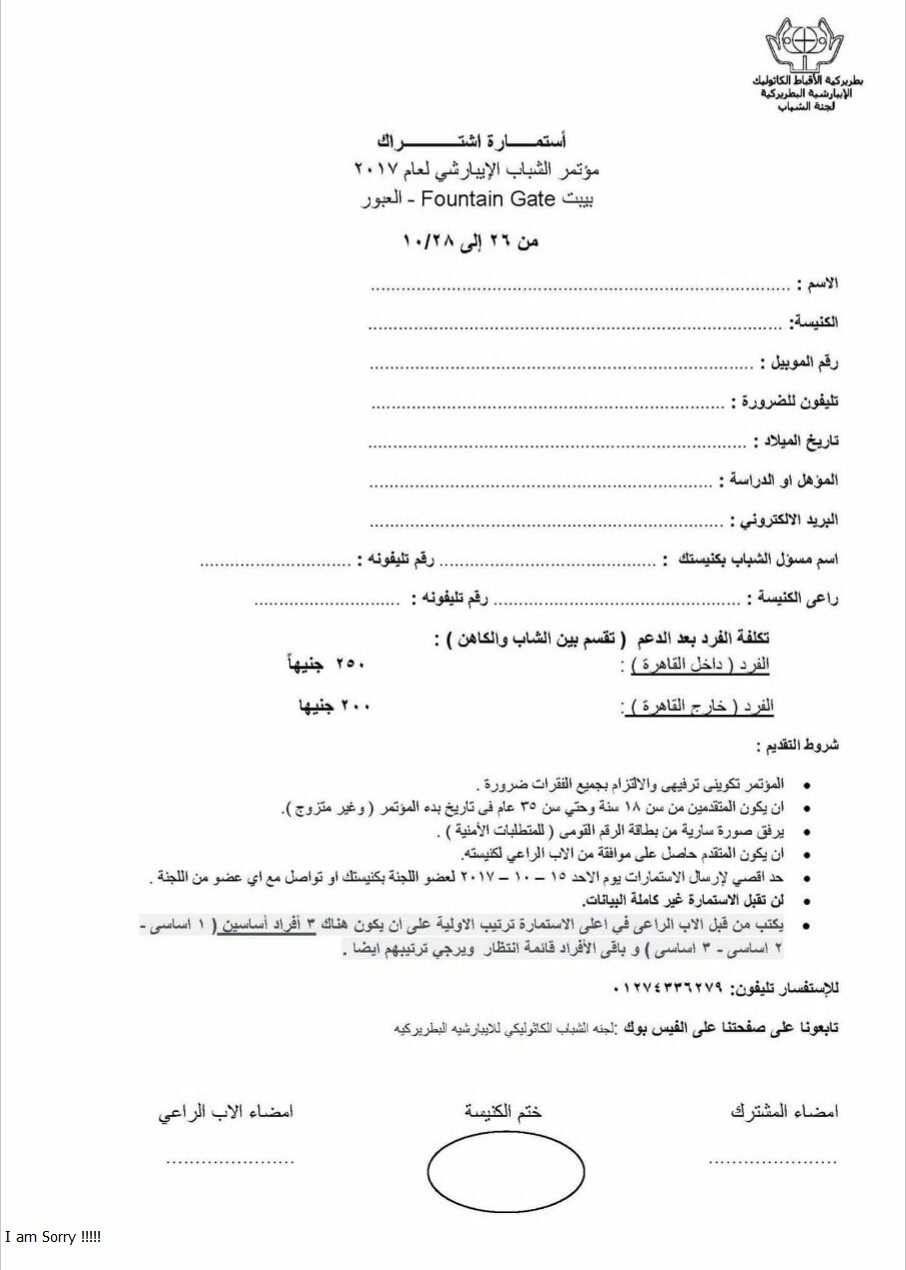 بطريركية الأقباط الكاثوليك
الإيبارشية البطريركية
لجنة الشباب
أستمـــــارة اشتـــــــــــراك
مؤتمر الشباب الإيبارشي لعام ٢٠١٧
بيبت Fountain Gate - العبور
من ٢٦ إلى ١٠/٢٨
الاسم : ....................................................................................
الكنيسة: ...................................................................................
رقم الموبيل : .............................................................................
تليفون للضرورة : .......................................................................
تاريخ الميلاد : ............................................................................
المؤهل او الدراسة : .....................................................................
البريد الالكتروني : .......................................................................
اسم مسؤل الشباب بكنيستك : ............................................ رقم تليفونه : ...............................
راعى الكنيسة : .................................................. رقم تليفونه : ..............................
تكلفة الفرد بعد الدعم ( تقسم بين الشاب والكاهن ) :
الفرد ( داخل القاهرة ) : ٢٥٠ جنيهاً
الفرد ( خارج القاهرة ) : ٢٠٠ جنيها
شروط التقديم :
• المؤتمر تكوينى ترفيهى والالتزام بجميع الفقرات ضرورة .
• ان يكون المتقدمين من سن ١٨ سنة وحتي سن ٣٥ عام فى تاريخ بدء المؤتمر ( وغير متزوج ).
• يرفق صورة سارية من بطاقة الرقم القومى ( للمتطلبات الأمنية ) .
• ان يكون المتقدم حاصل على موافقة من الاب الراعي لكنيسته.
• حد اقصي لإرسال الاستمارات يوم الاحد ١٥ – ١٠ – ٢٠١٧ لعضو اللجنة بكنيستك او تواصل مع اي عضو من اللجنة .
• لن تقبل الاستمارة غير كاملة البيانات.
• يكتب من قبل الاب الراعى في اعلى الاستمارة ترتيب الاولية على ان يكون هناك ٣ أفراد أساسين ( ١ اساسى -
٢ اساسى - ٣ اساسى ) و باقى الأفراد قائمة انتظار ويرجي ترتيبهم ايضا .
للإستفسار تليفون: ٠١٢٧٤٣٣٦٢٧٩
تابعونا على صفحتنا على الفيس بوك :لجنه الشباب الكاثوليكي للايبارشيه البطريركيه
امضاء المشترك ختم الكنيسة امضاء الاب الراعي
.......................... ..........................
I am Sorry !!!!!